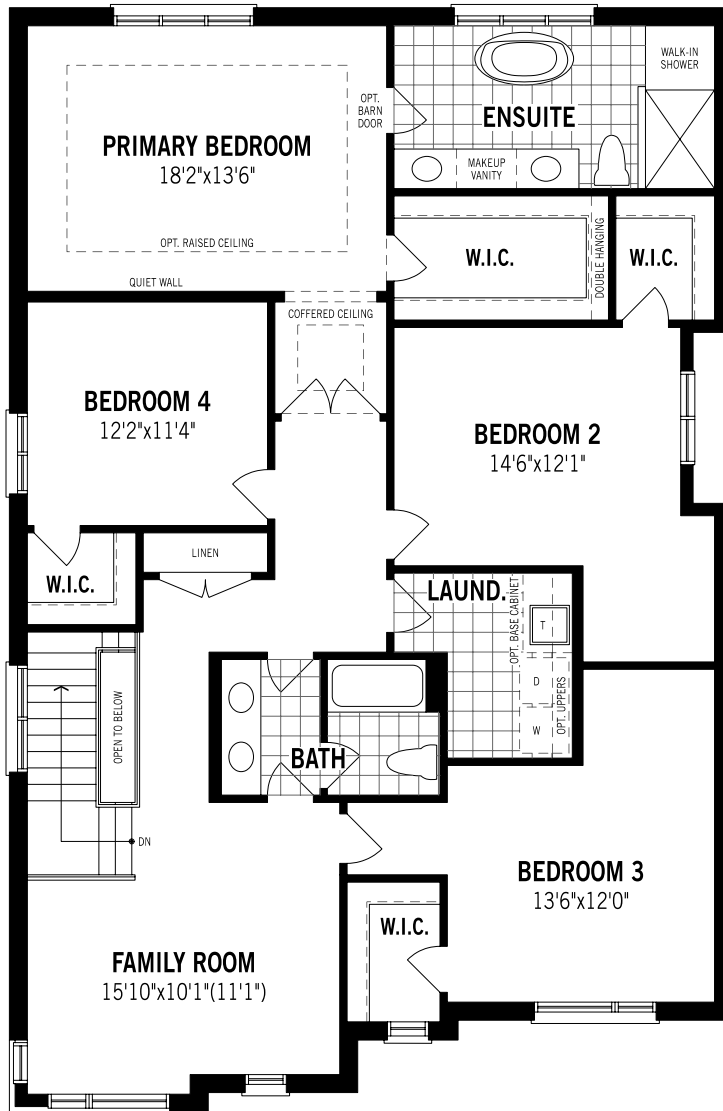 WALK-IN
SHOWER
OPT.
BARN
DOOR
ENSUITE
PRIMARY BEDROOM
18'2"x13'6"
MAKEUP
VANITY
OPT. RAISED CEILING
QUIET WALL
W.I.C.
DOUBLE HANGING
W.I.C.
COFFERED CEILING
BEDROOM 4
12'2"x11'4"
BEDROOM 2
14'6"x12'1"
LINEN
W.I.C.
LAUND.
OPT. BASE CABINET
T
D
W
OPT. UPPERS
OPEN TO BELOW
BATH
DN
BEDROOM 3
13'6"x12'0"
W.I.C.
FAMILY ROOM
15'10"x10'1"(11'1")